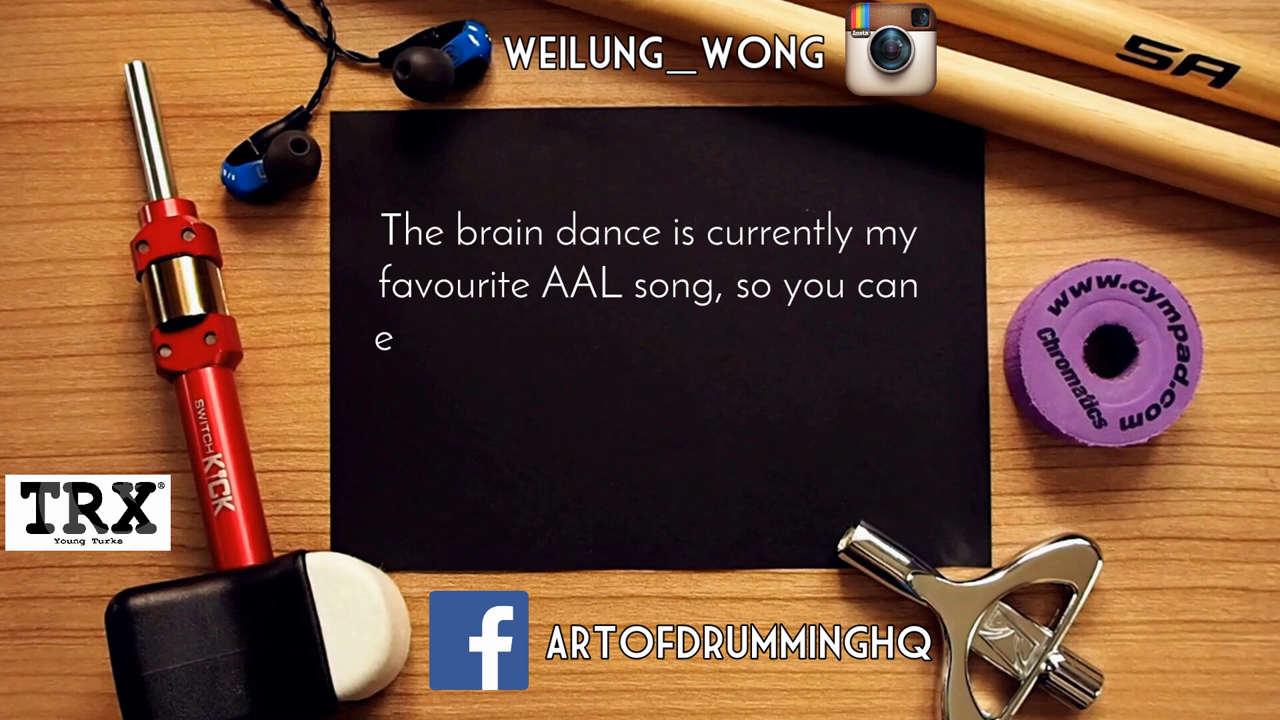 WEILUNG_WONG
Insta
5A
The brain dance is currently my
favourite AAL song, so you can
e
www.cympad.com
Chromatics
SWITCH KICK
TRX®
Young Turks
f
ARTOFDRUMMINGHQ